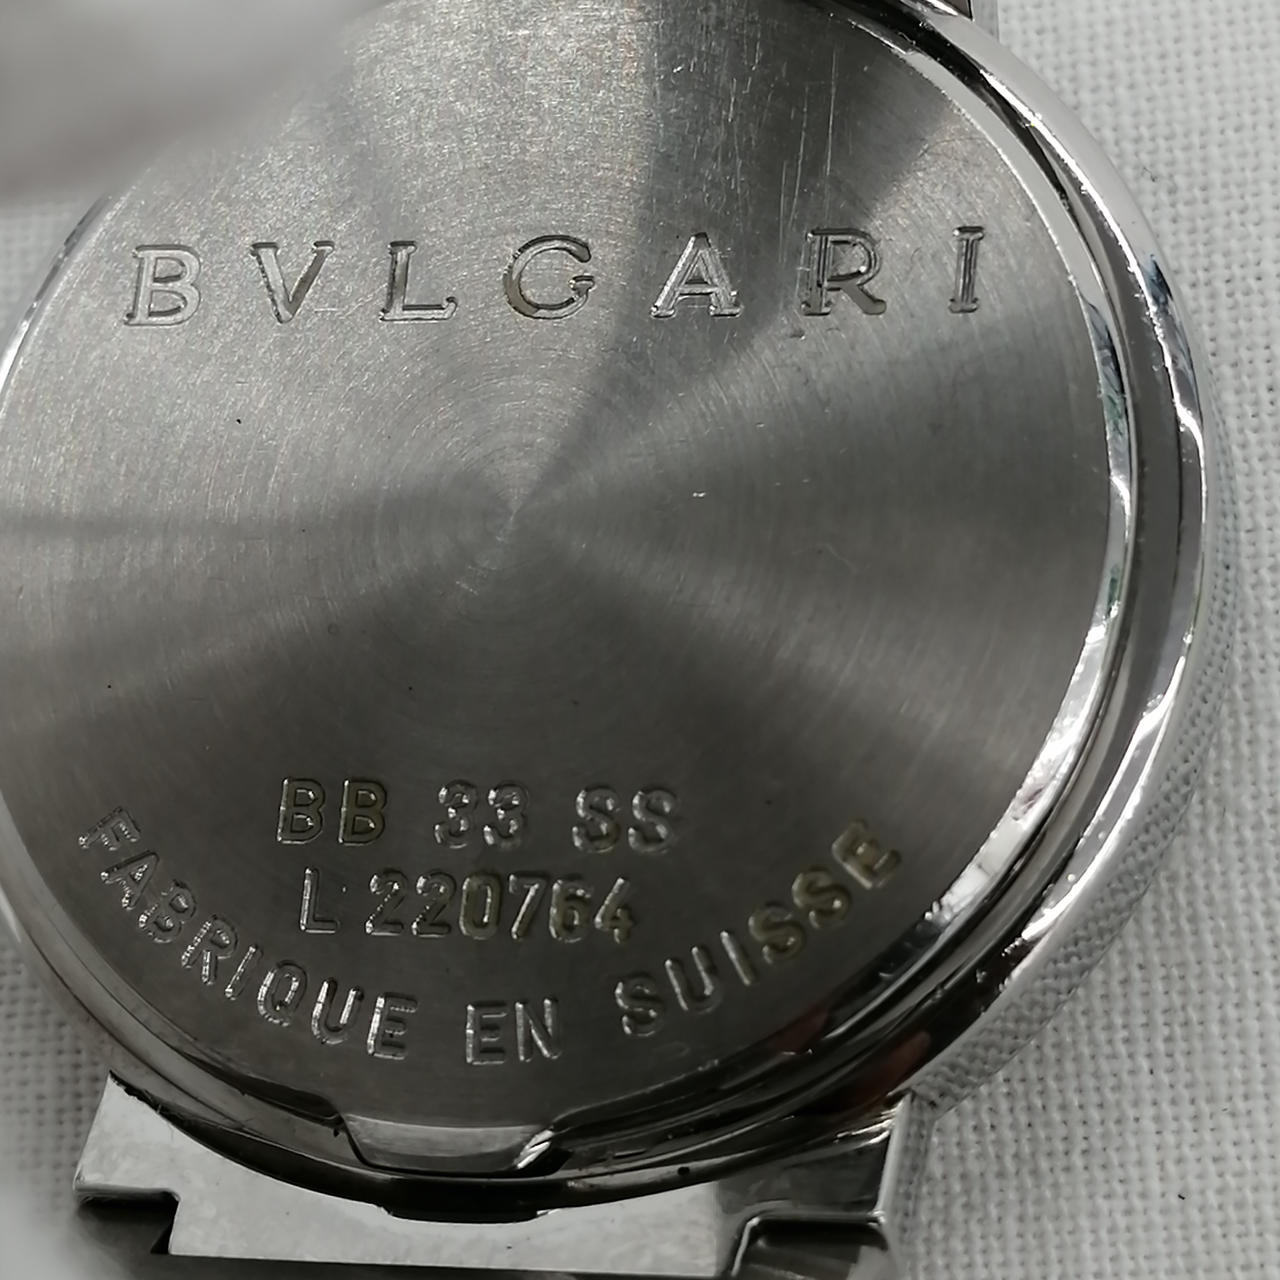 BVLGARI
BB 33 SS
L 220764
FABRIQUE EN SUISSE